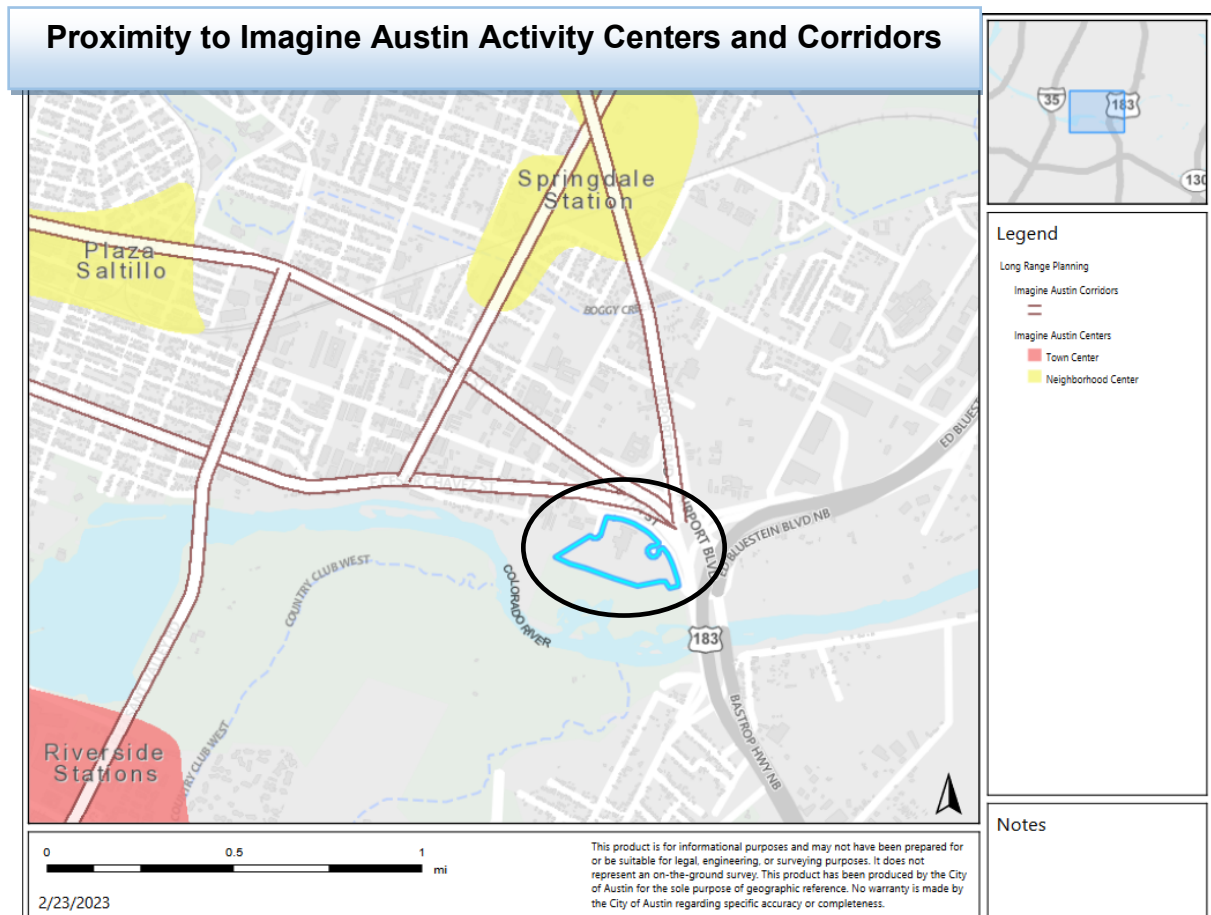 Proximity to Imagine Austin Activity Centers and Corridors
35
183
130
Springdale
Station
Plaza
Saltillo
BOGGY CRE
ED BLUEST
E CESAR CHAVEZ ST
ST
AIRPORT BLVD
ED BLUESTEIN BLVD NB
COUNTRY CLUB WEST
COLORADO RIVER
183
BASTROP HWY NB
Riverside
Stations
COUNTRY CLUB WEST
Legend
Long Range Planning
Imagine Austin Corridors
Imagine Austin Centers
Town Center
Neighborhood Center
Notes
0 0.5 1
mi
2/23/2023
This product is for informational purposes and may not have been prepared for
or be suitable for legal, engineering, or surveying purposes. It does not
represent an on-the-ground survey. This product has been produced by the City
of Austin for the sole purpose of geographic reference. No warranty is made by
the City of Austin regarding specific accuracy or completeness.